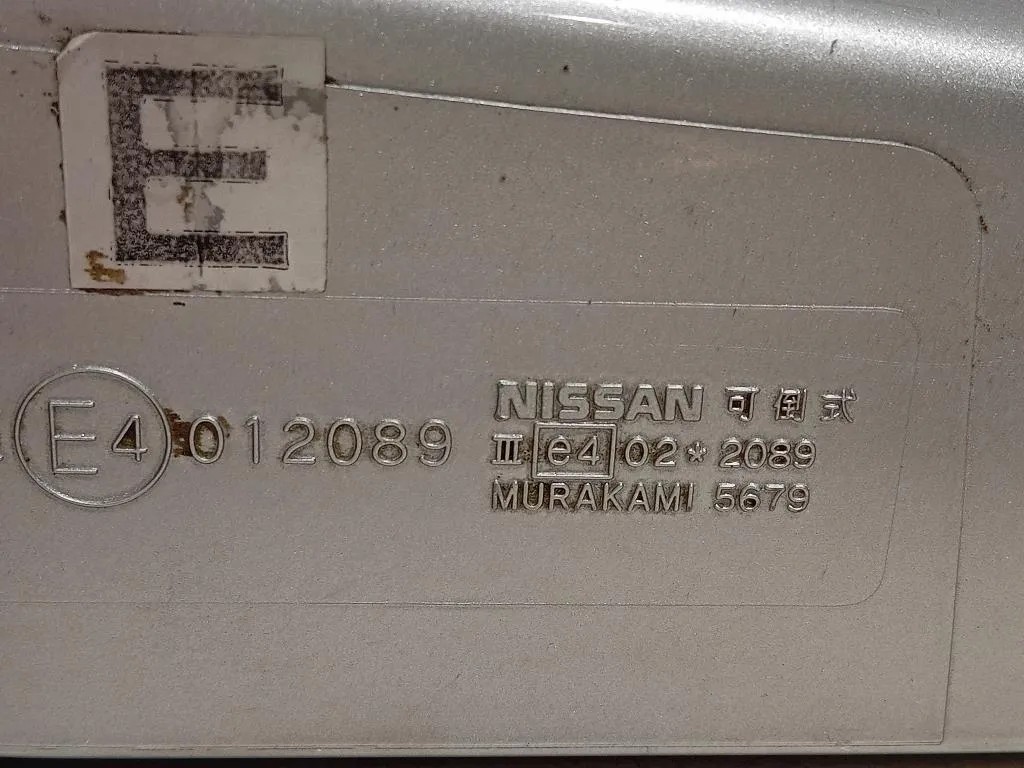 E
E4 012089
NISSAN 可倒式
III e4 02*2089
MURAKAMI 5679